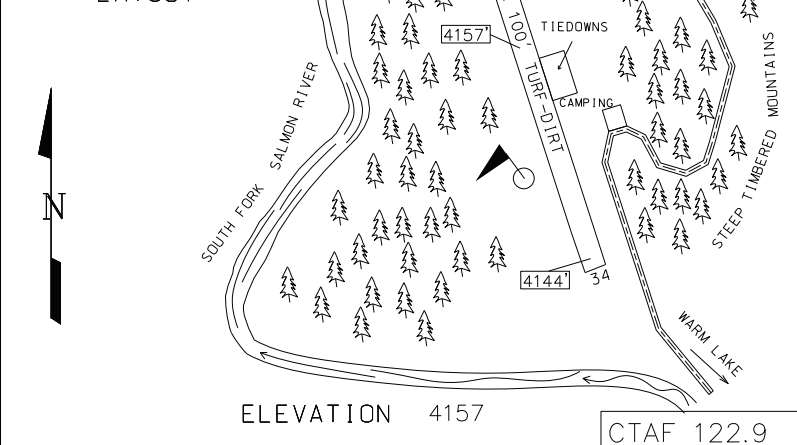 TIEDOWNS
4157'
100' TURF-DIRT
CAMPING
SALMON RIVER
SOUTH FORK
STEEP TIMBERED MOUNTAINS
N
4144'
34
WARM LAKE
ELEVATION 4157
CTAF 122.9